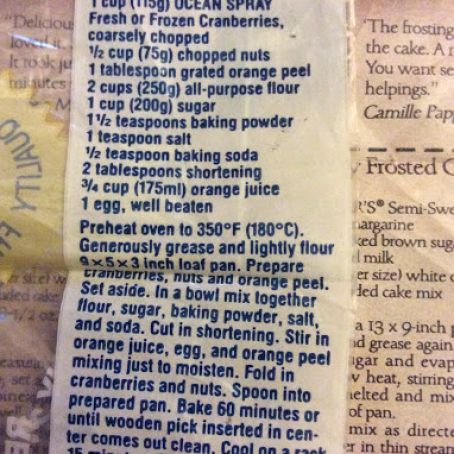 1 cup (115g) OCEAN SPRAY
Fresh or Frozen Cranberries,
coarsely chopped
½ cup (75g) chopped nuts
1 tablespoon grated orange peel
2 cups (250g) all-purpose flour
1 cup (200g) sugar
1½ teaspoons baking powder
1 teaspoon salt
½ teaspoon baking soda
2 tablespoons shortening
¾ cup (175ml) orange juice
1 egg, well beaten
Preheat oven to 350°F (180°C).
Generously grease and lightly flour
9×5×3 inch loaf pan. Prepare
cranberries, nuts and orange peel.
Set aside. In a bowl mix together
flour, sugar, baking powder, salt,
and soda. Cut in shortening. Stir in
orange juice, egg, and orange peel
mixing just to moisten. Fold in
cranberries and nuts. Spoon into
prepared pan. Bake 60 minutes or
until wooden pick inserted in cen-
ter comes out clean. Cool on a rack
15
"Delicious
loved it
It took ju
minutes
QUALITY
"The frosting
the cake. A
You want se
helpings."
Camille Pap
Frosted C
R'S® Semi-Swe
margarine
ked brown sug
milk
er size) white
ded cake mix
a 13 x 9-inch p
d grease again
gar and evap
heat, stirring
melted and mix
of pan.
mix as direc
r in thin stream